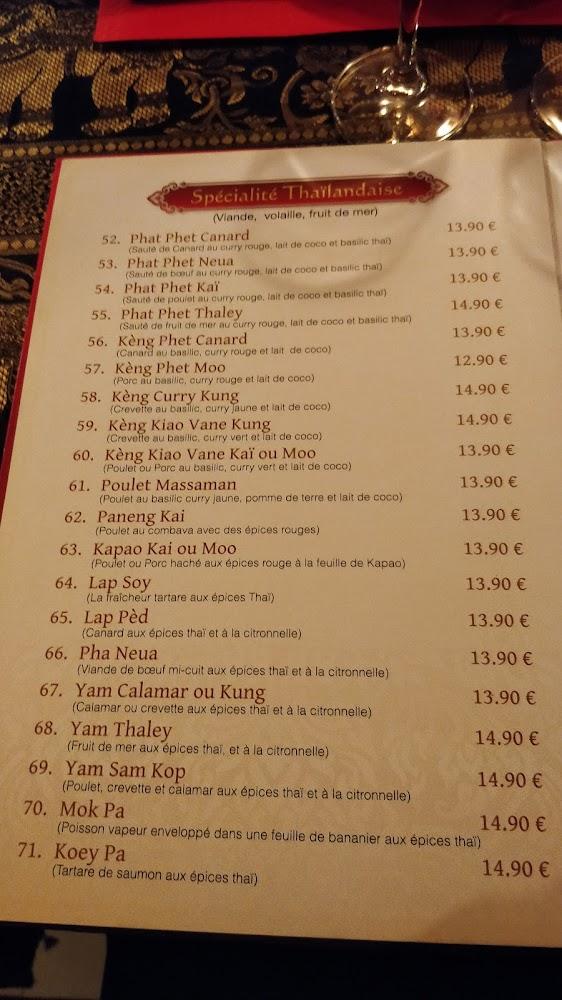 Spécialité Thaïlandaise
(Viande, volaille, fruit de mer)
52. Phat Phet Canard 13.90 €
(Sauté de Canard au curry rouge, lait de coco et basilic thaï)
53. Phat Phet Neua 13.90 €
(Sauté de bœuf au curry rouge, lait de coco et basilic thaï)
54. Phat Phet Kaï 13.90 €
(Sauté de poulet au curry rouge, lait de coco et basilic thaï)
55. Phat Phet Thaley 14.90 €
(Sauté de fruit de mer au curry rouge, lait de coco et basilic thaï)
56. Kèng Phet Canard 13.90 €
(Canard au basilic, curry rouge et lait de coco)
57. Kèng Phet Moo 12.90 €
(Porc au basilic, curry rouge et lait de coco)
58. Kèng Curry Kung 14.90 €
(Crevette au basilic, curry jaune et lait de coco)
59. Kèng Kiao Vane Kung 14.90 €
(Crevette au basilic, curry vert et lait de coco)
60. Kèng Kiao Vane Kaï ou Moo 13.90 €
(Poulet ou Porc au basilic, curry vert et lait de coco)
61. Poulet Massaman 13.90 €
(Poulet au basilic curry jaune, pomme de terre et lait de coco)
62. Paneng Kai 13.90 €
(Poulet au combava avec des épices rouges)
63. Kapao Kai ou Moo 13.90 €
(Poulet ou Porc haché aux épices rouge à la feuille de Kapao)
64. Lap Soy 13.90 €
(La fraîcheur tartare aux épices Thaï)
65. Lap Pèd 13.90 €
(Canard aux épices thaï et à la citronnelle)
66. Pha Neua 13.90 €
(Viande de bœuf mi-cuit aux épices thaï et à la citronnelle)
67. Yam Calamar ou Kung 13.90 €
(Calamar ou crevette aux épices thaï et à la citronnelle)
68. Yam Thaley 14.90 €
(Fruit de mer aux épices thaï, et à la citronnelle)
69. Yam Sam Kop 14.90 €
(Poulet, crevette et calamar aux épices thaï et à la citronnelle)
70. Mok Pa 14.90 €
(Poisson vapeur enveloppé dans une feuille de bananier aux épices thaï)
71. Koey Pa 14.90 €
(Tartare de saumon aux épices thaï)